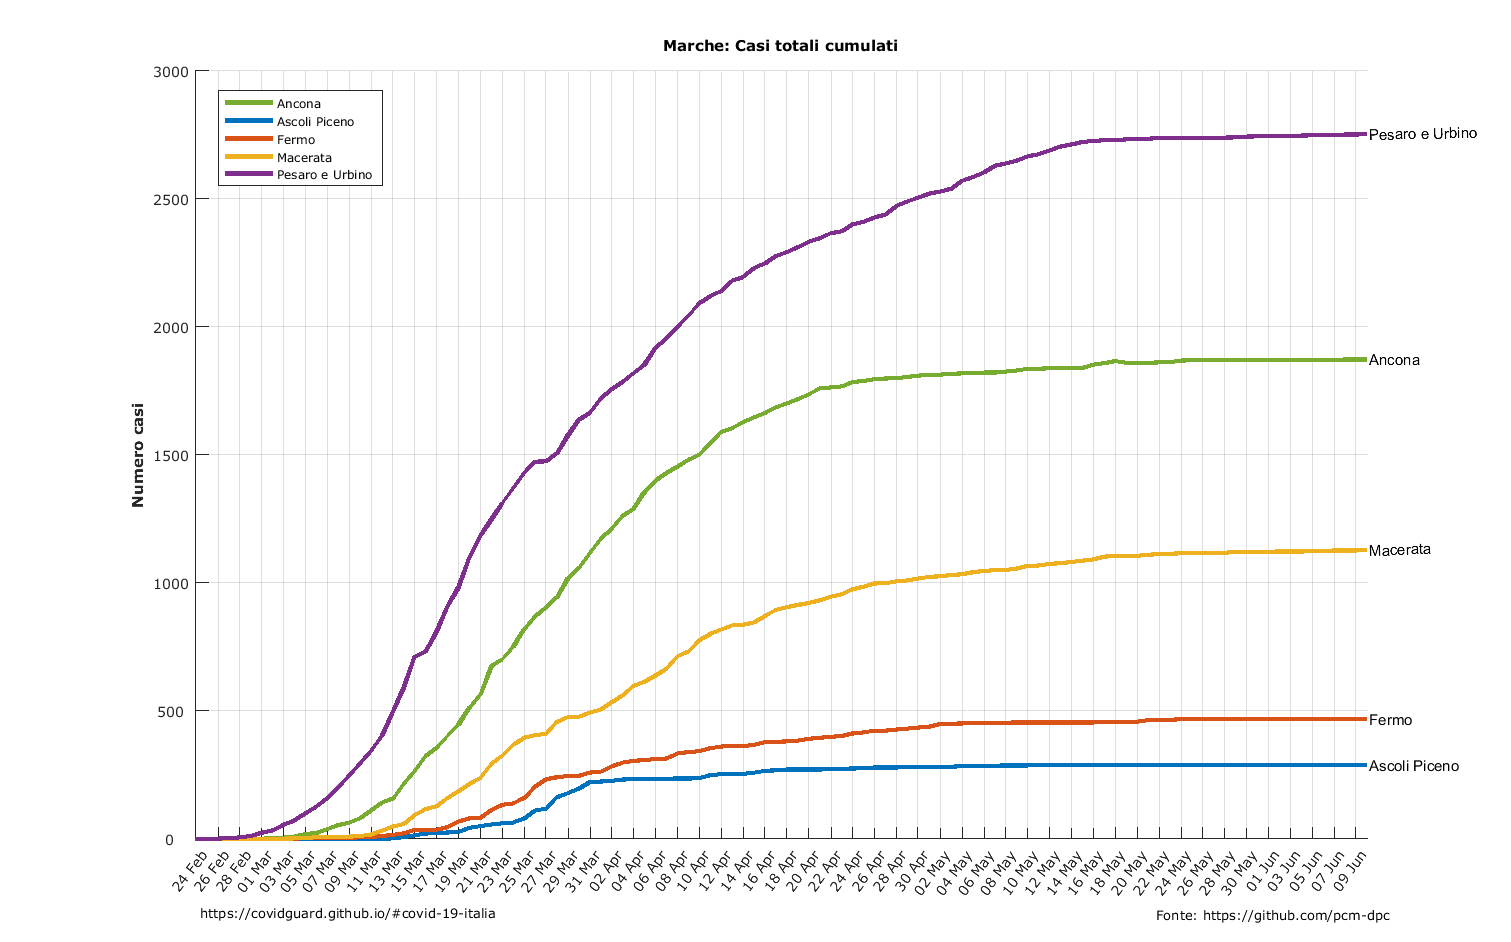 Marche: Casi totali cumulati
3000
2500
2000
1500
1000
500
0
Numero casi
Ancona
Ascoli Piceno
Fermo
Macerata
Pesaro e Urbino
Pesaro e Urbino
Ancona
Macerata
Fermo
Ascoli Piceno
24 Feb
26 Feb
28 Feb
01 Mar
03 Mar
05 Mar
07 Mar
09 Mar
11 Mar
13 Mar
15 Mar
17 Mar
19 Mar
21 Mar
23 Mar
25 Mar
27 Mar
29 Mar
31 Mar
02 Apr
04 Apr
06 Apr
08 Apr
10 Apr
12 Apr
14 Apr
16 Apr
18 Apr
20 Apr
22 Apr
24 Apr
26 Apr
28 Apr
30 Apr
02 May
04 May
06 May
08 May
10 May
12 May
14 May
16 May
18 May
20 May
22 May
24 May
26 May
28 May
30 May
01 Jun
03 Jun
05 Jun
07 Jun
09 Jun
https://covidguard.github.io/#covid-19-italia
Fonte: https://github.com/pcm-dpc